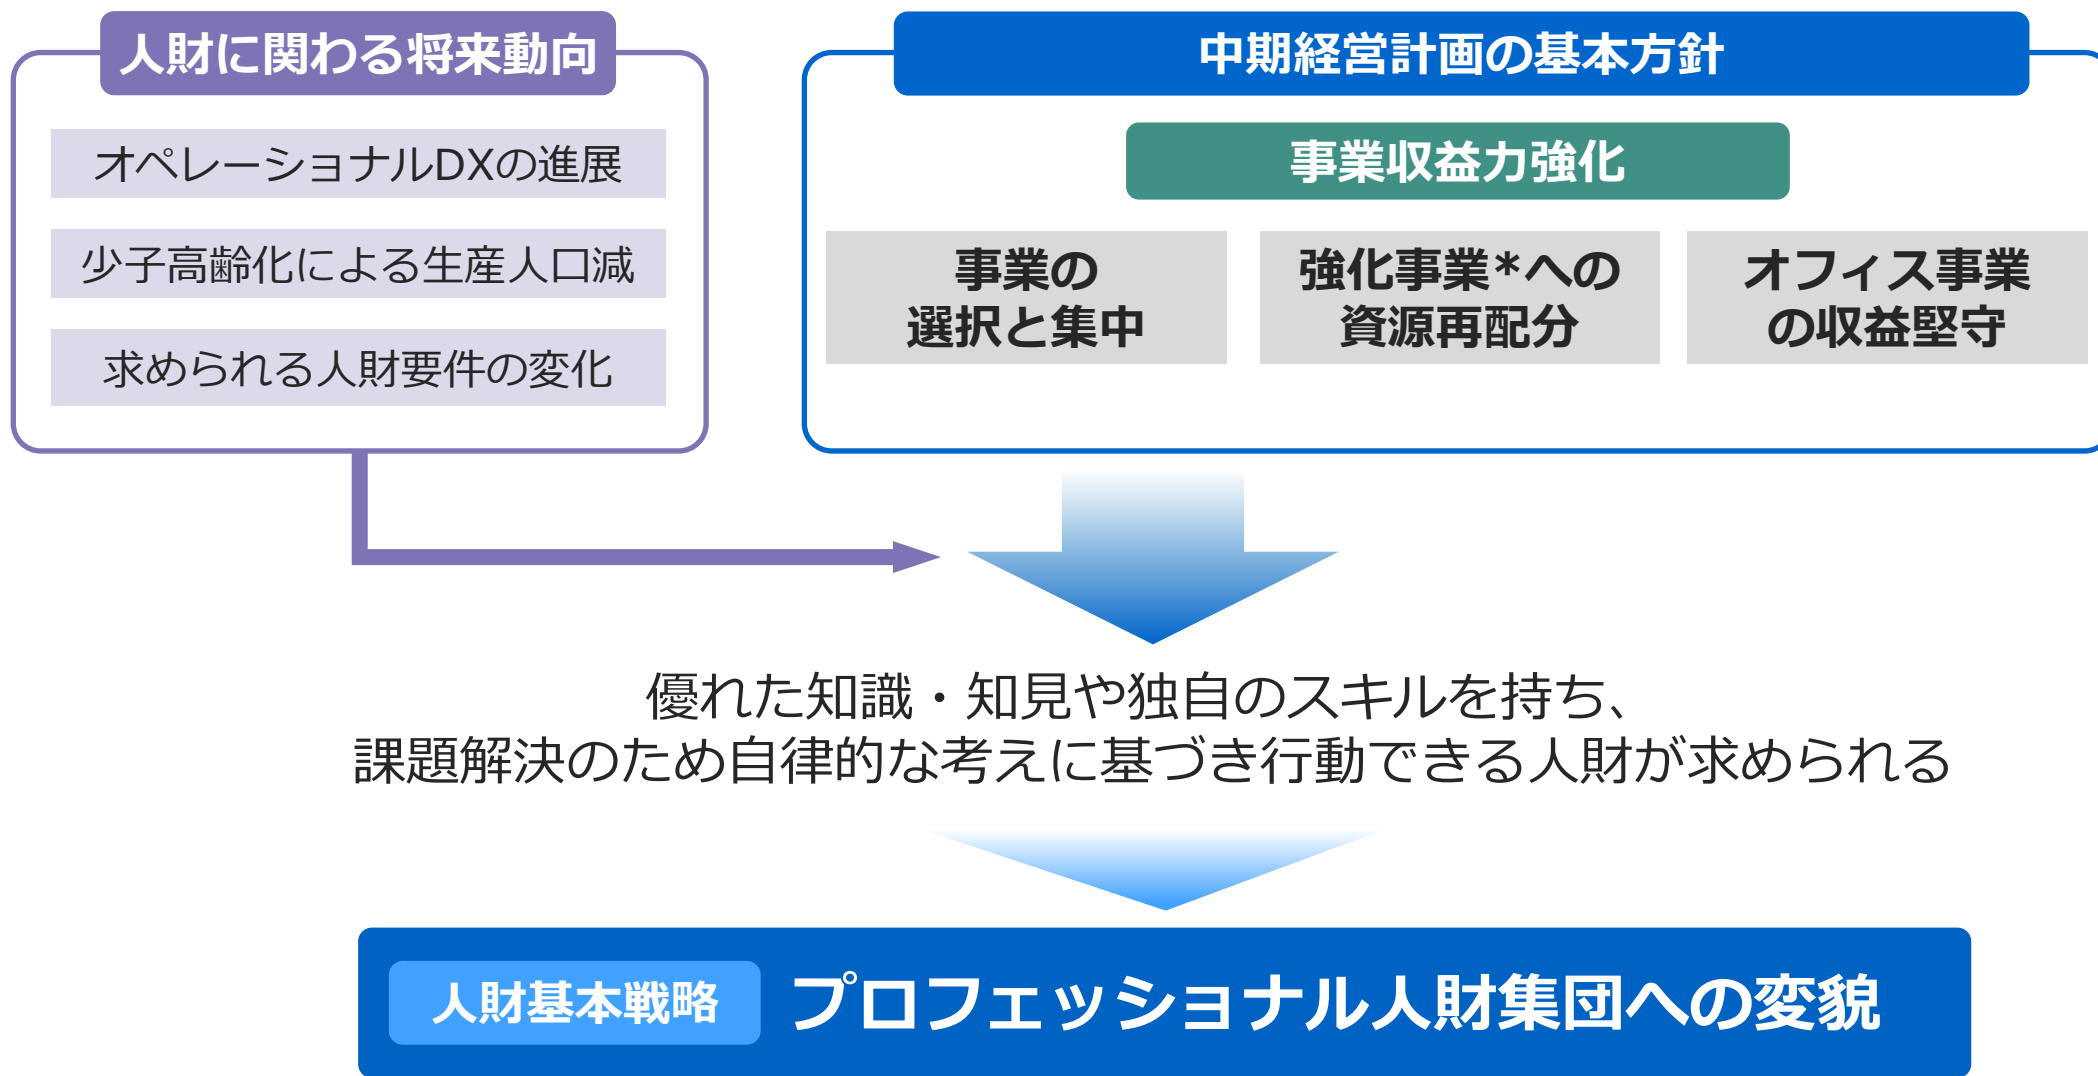 人財に関わる将来動向
オペレーショナルDXの進展
少子高齢化による生産人口減
求められる人財要件の変化
中期経営計画の基本方針
事業収益力強化
事業の
選択と集中
強化事業*への
資源再配分
オフィス事業
の収益堅守
優れた知識・知見や独自のスキルを持ち、
課題解決のため自律的な考えに基づき行動できる人財が求められる
人財基本戦略
プロフェッショナル人財集団への変貌